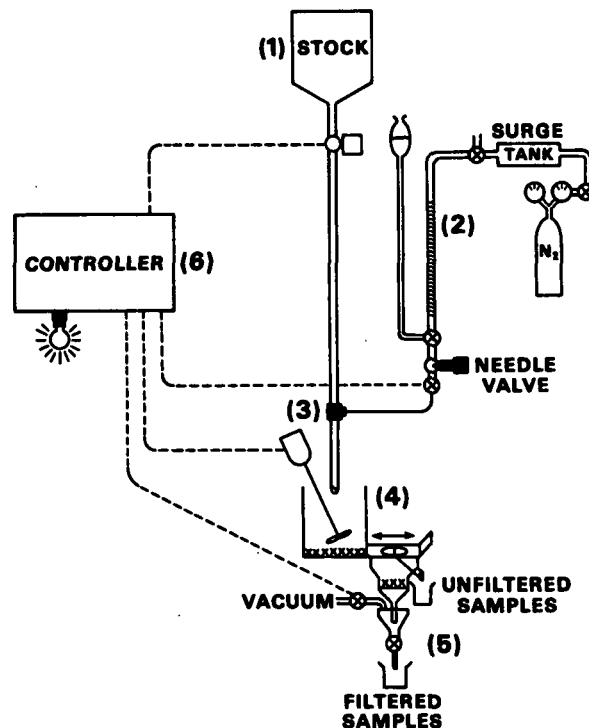 (1) STOCK
SURGE
TANK
(2)
N2
CONTROLLER (6)
NEEDLE
VALVE
(3)
(4)
UNFILTERED
SAMPLES
VACUUM
(5)
FILTERED
SAMPLES